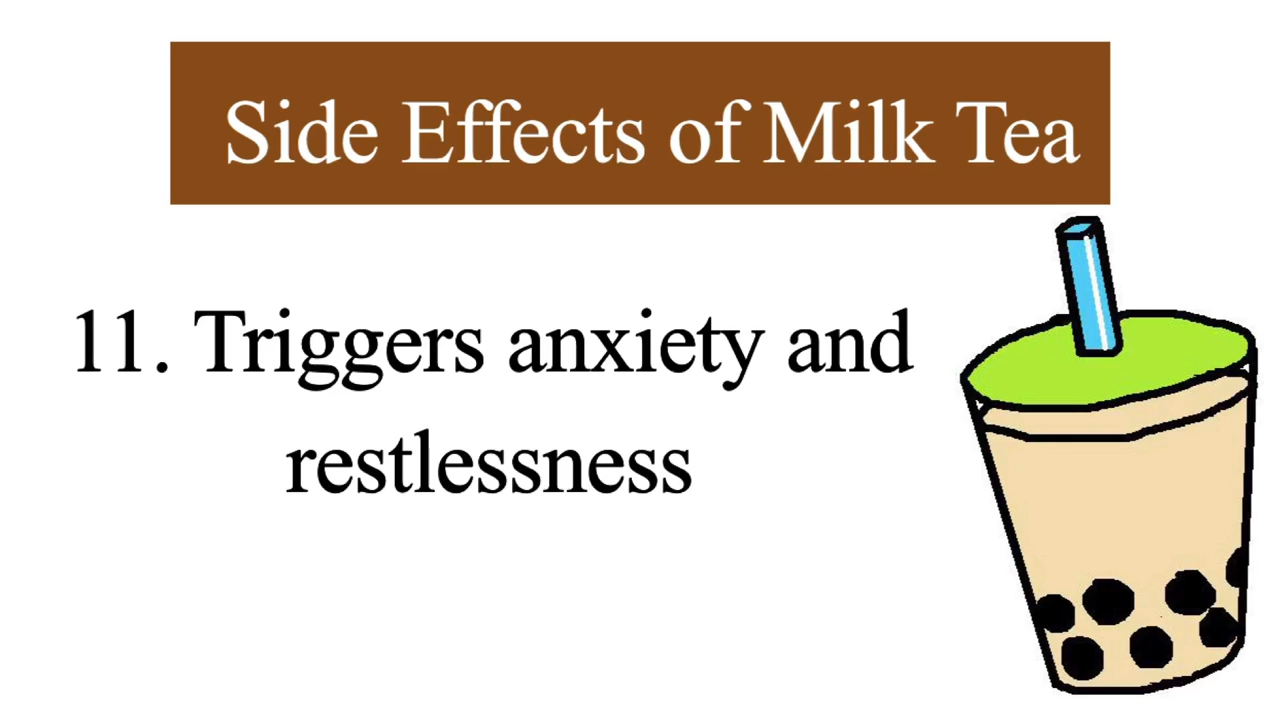 Side Effects of Milk Tea
11. Triggers anxiety and
restlessness